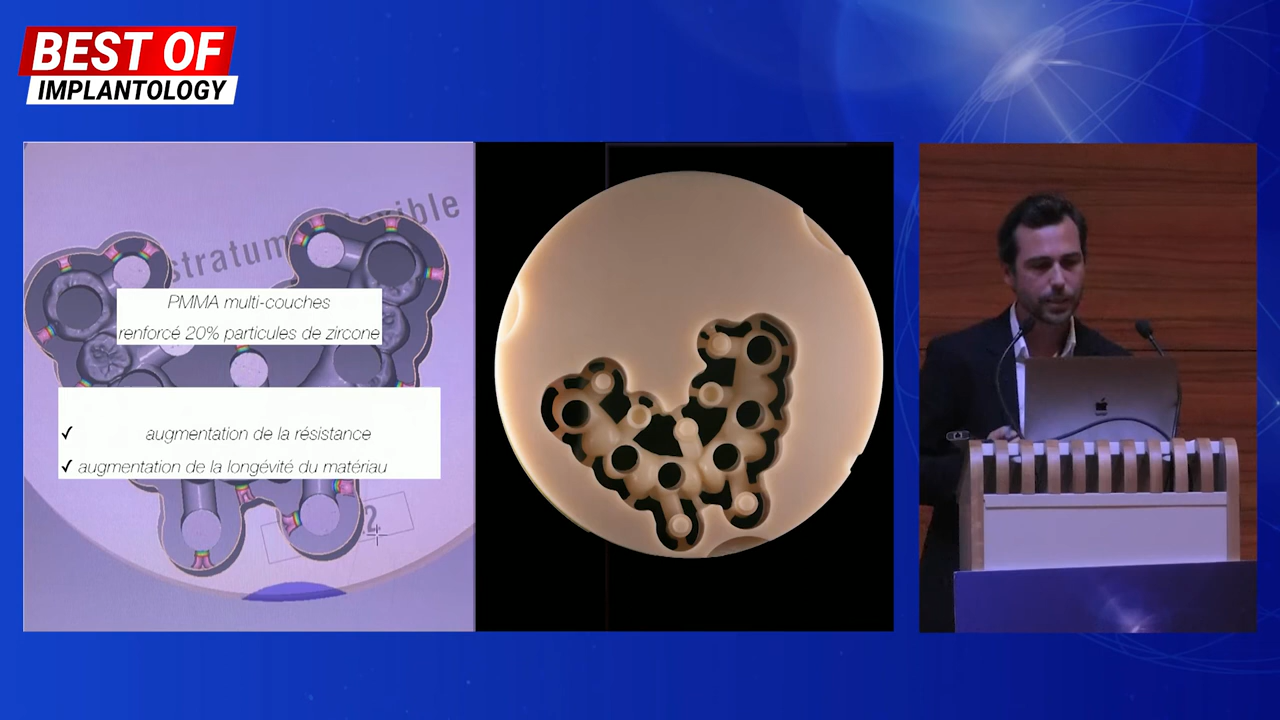 BEST OF
IMPLANTOLOGY
stratum
PMMA multi-couches
renforcé 20% particules de zircone
✓ augmentation de la résistance
✓ augmentation de la longévité du matériau
2